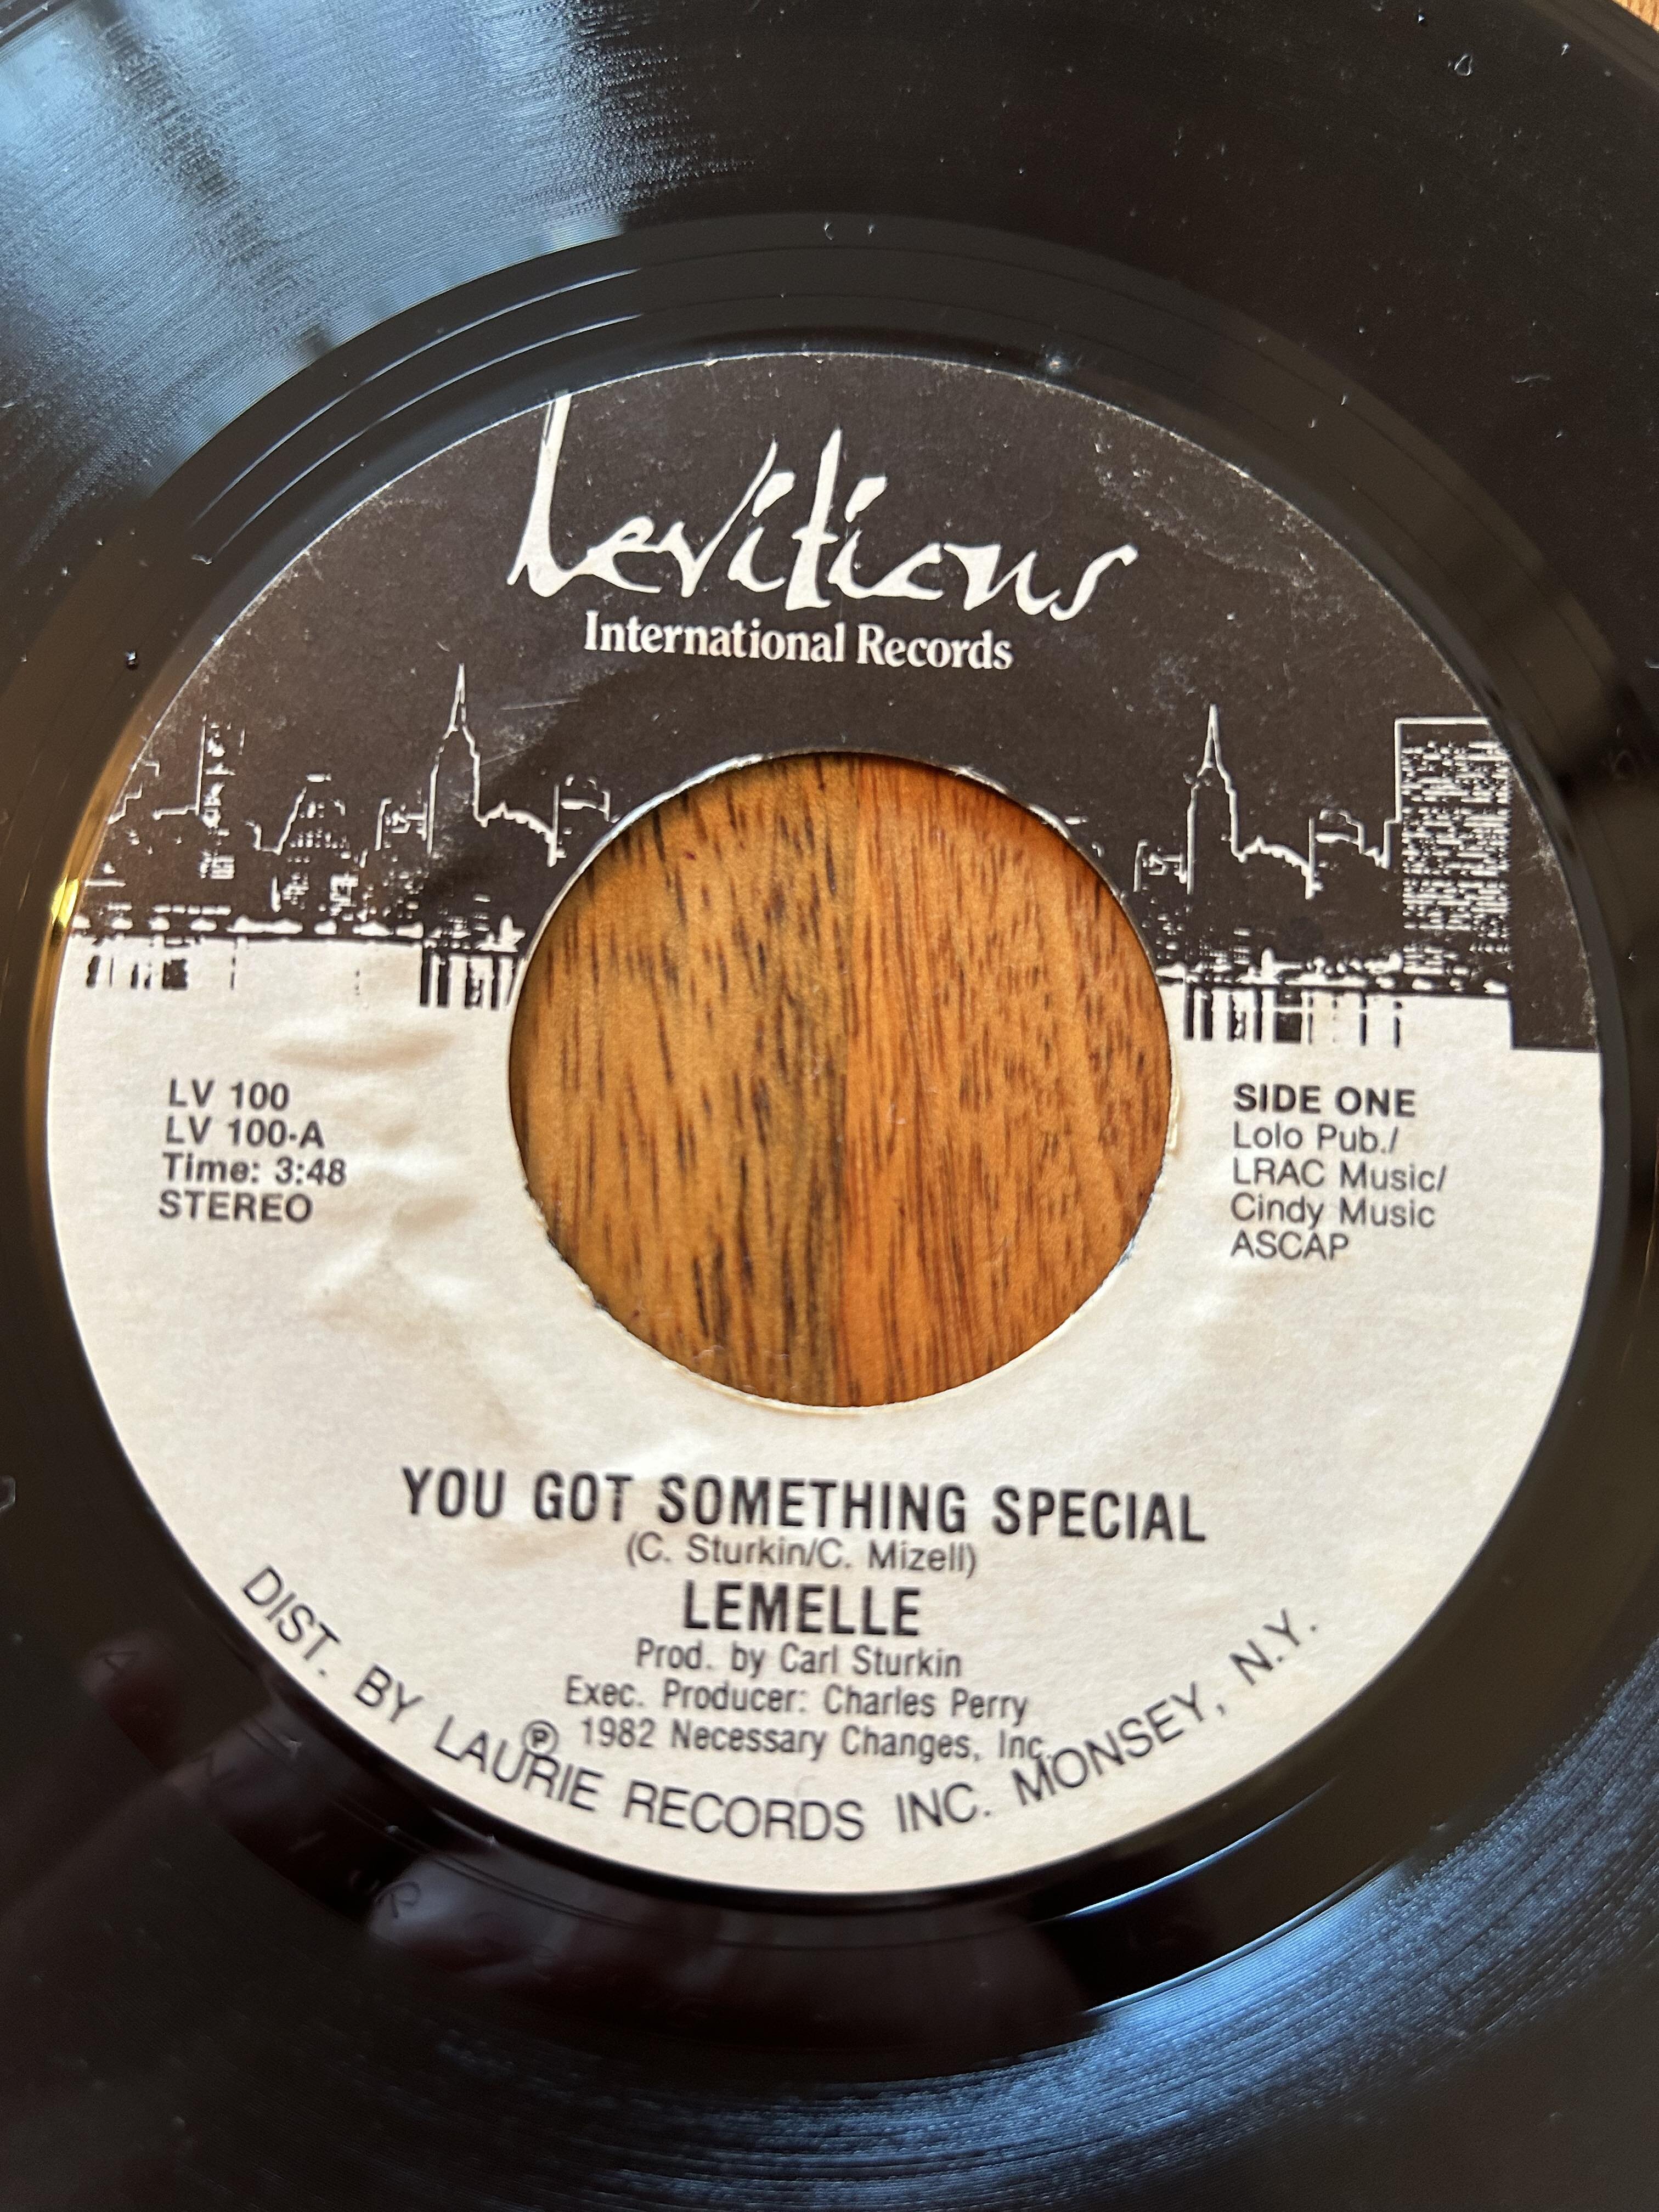 Leviticus
International Records
LV 100
LV 100-A
Time: 3:48
STEREO
SIDE ONE
Lolo Pub./
LRAC Music/
Cindy Music
ASCAP
YOU GOT SOMETHING SPECIAL
(C. Sturkin/C. Mizell)
LEMELLE
Prod. by Carl Sturkin
Exec. Producer: Charles Perry
Ⓟ 1982 Necessary Changes, Inc.
DIST. BY LAURIE RECORDS INC. MONSEY, N.Y.